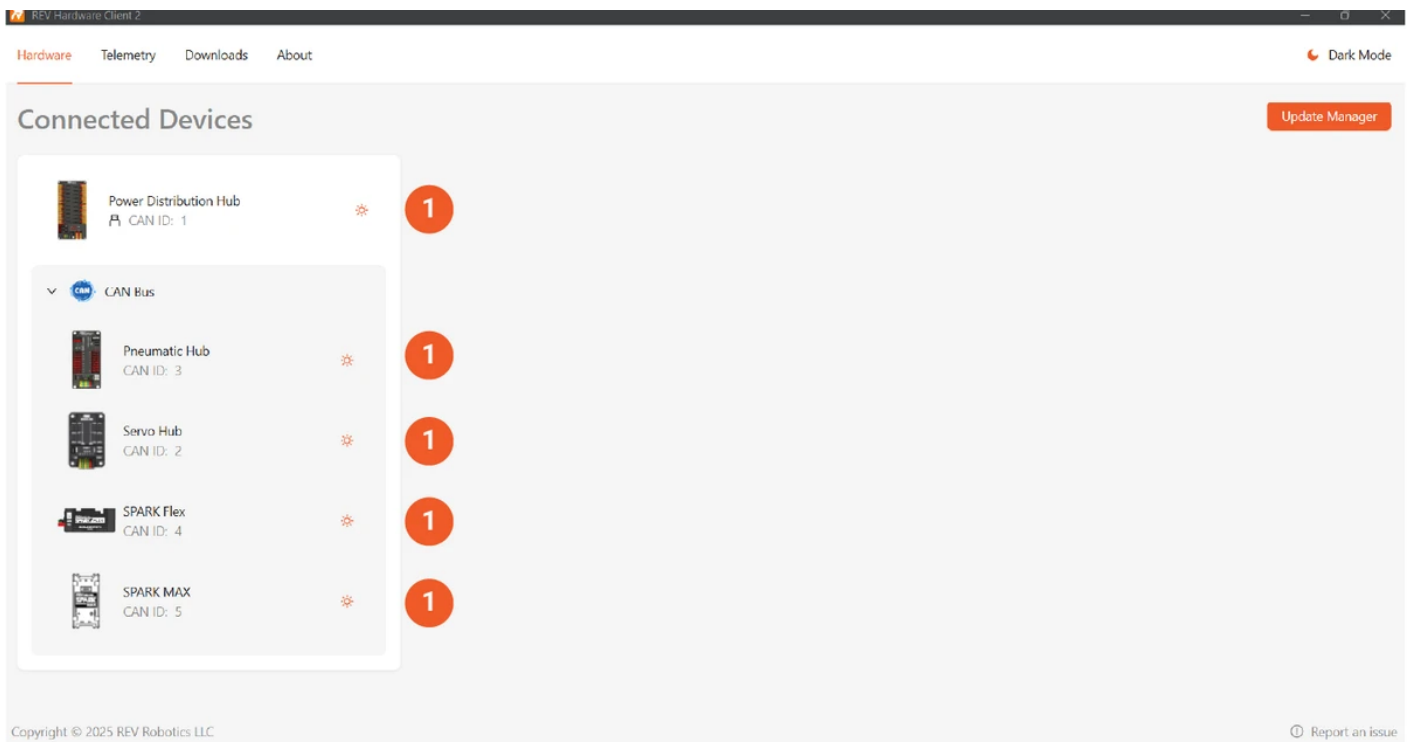 REV Hardware Client 2
Hardware Telemetry Downloads About Dark Mode
Connected Devices Update Manager
Power Distribution Hub
CAN ID: 1
1
CAN CAN Bus
Pneumatic Hub
CAN ID: 3
1
Servo Hub
CAN ID: 2
1
SPARK Flex
CAN ID: 4
1
SPARK MAX
CAN ID: 5
1
Copyright © 2025 REV Robotics LLC Report an issue